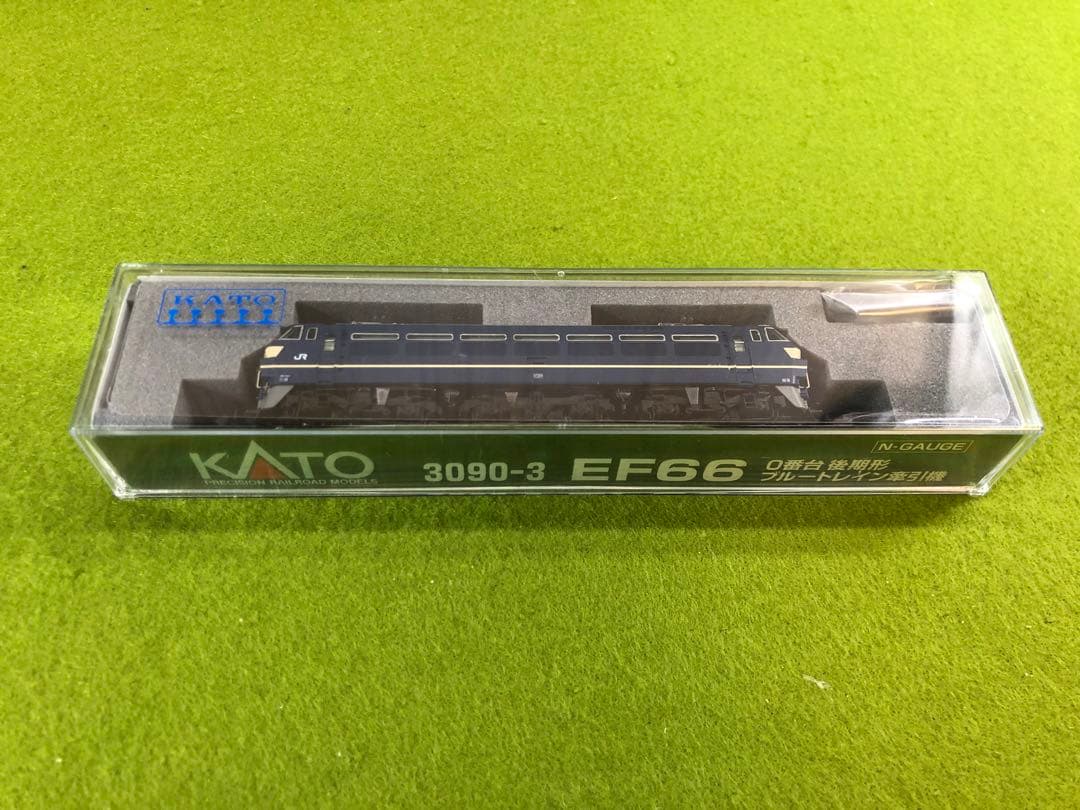 KATO
JR
KATO
PRECISION RAILROAD MODELS
3090-3 EF66
0番台 後期形
ブルートレイン牽引機
N-GAUGE